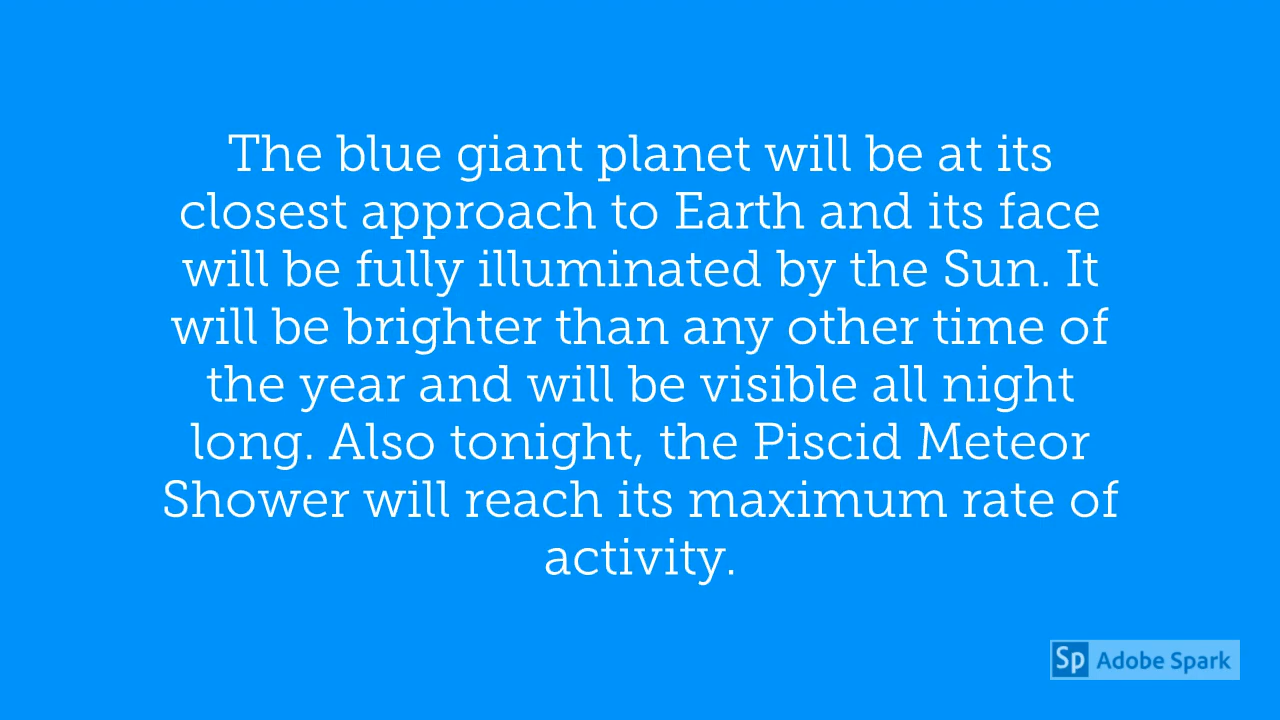 The blue giant planet will be at its
closest approach to Earth and its face
will be fully illuminated by the Sun. It
will be brighter than any other time of
the year and will be visible all night
long. Also tonight, the Piscid Meteor
Shower will reach its maximum rate of
activity.
Sp Adobe Spark